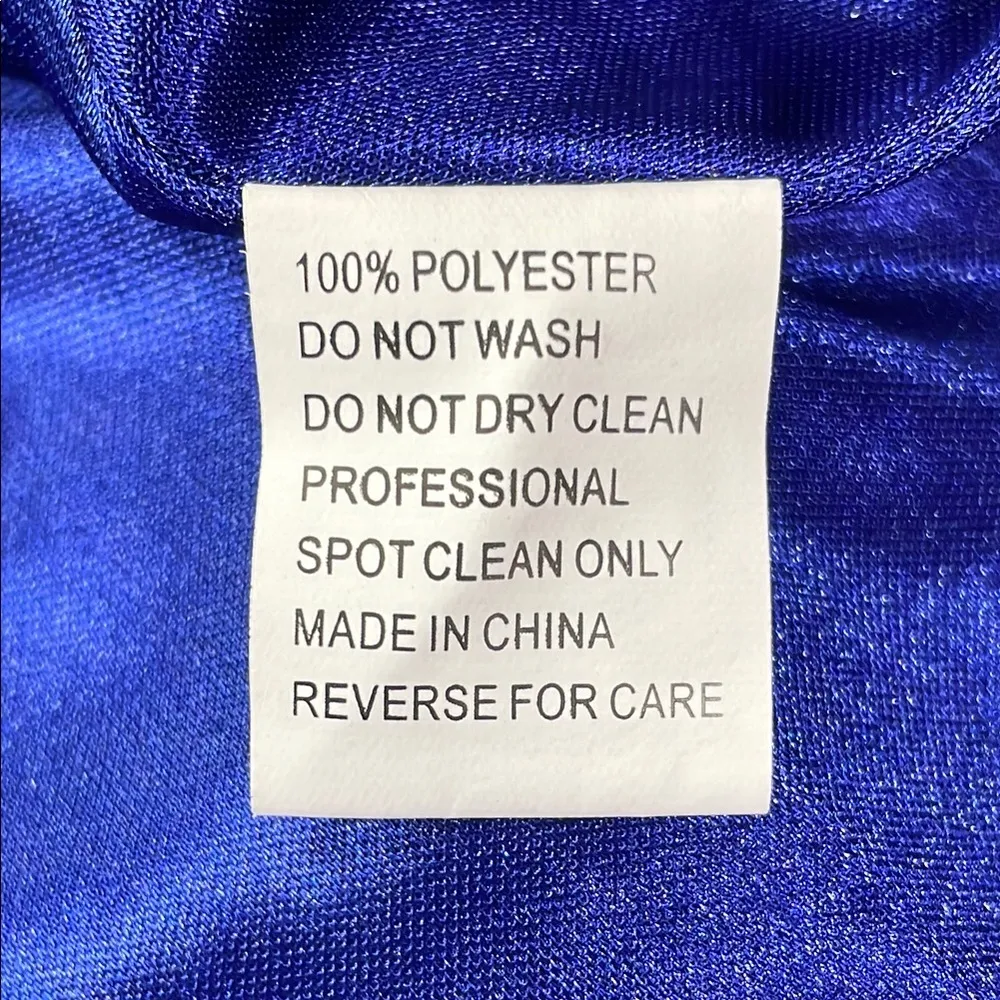 100% POLYESTER
DO NOT WASH
DO NOT DRY CLEAN
PROFESSIONAL
SPOT CLEAN ONLY
MADE IN CHINA
REVERSE FOR CARE